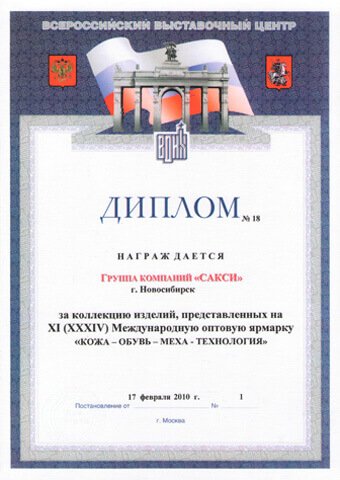 ВСЕРОССИЙСКИЙ ВЫСТАВОЧНЫЙ ЦЕНТР
ВДНХ
ДИПЛОМ № 18
НАГРАЖДАЕТСЯ
ГРУППА КОМПАНИЙ «САКСИ»
г. Новосибирск
за коллекцию изделий, представленных на
XI (XXXIV) Международную оптовую ярмарку
«КОЖА – ОБУВЬ – МЕХА - ТЕХНОЛОГИЯ»
17 февраля 2010 г. 1
Постановление от №
г. Москва